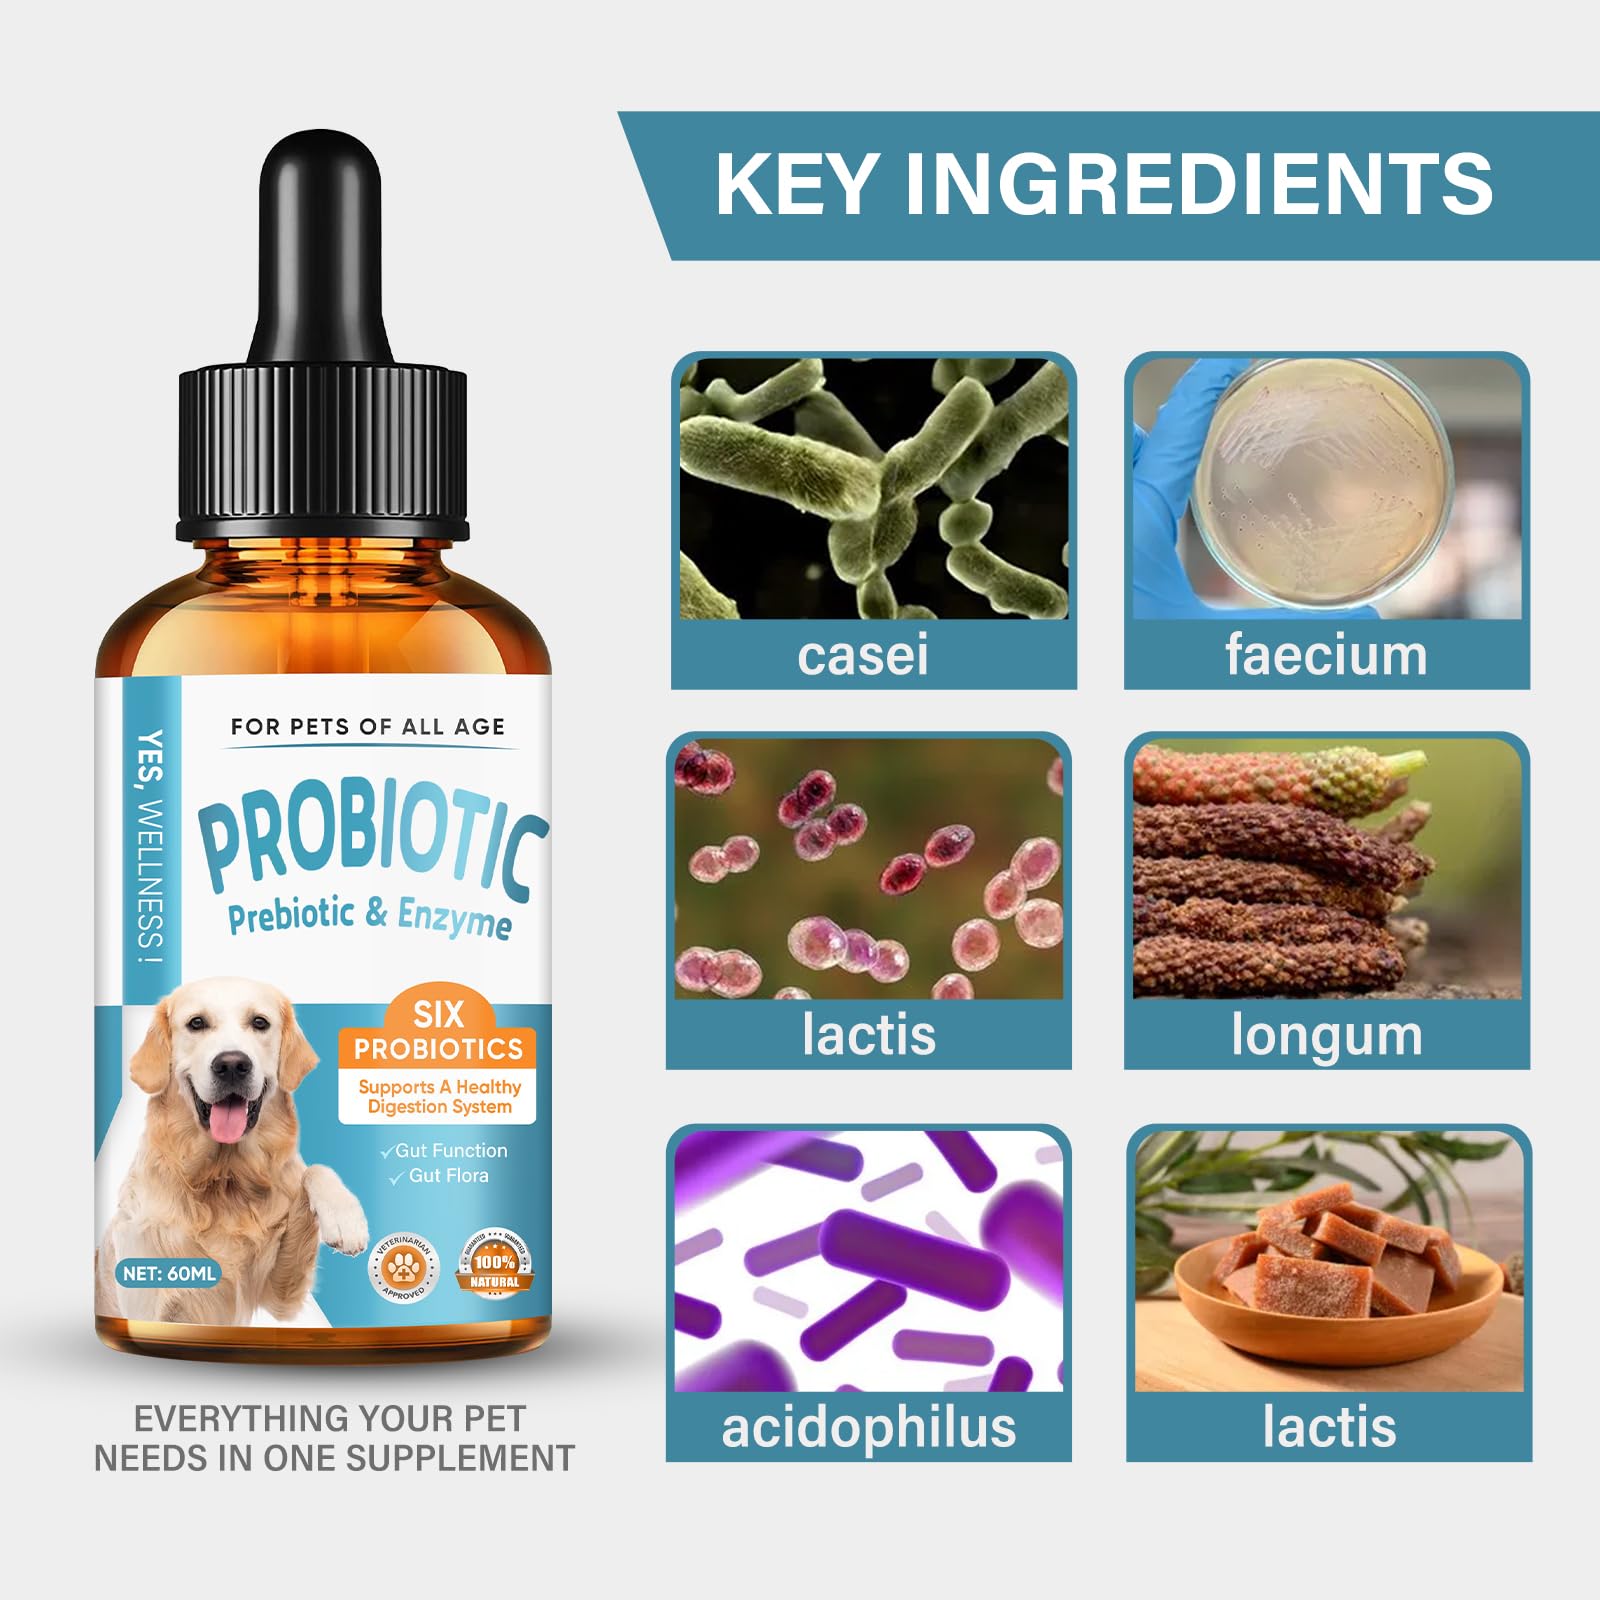 KEY INGREDIENTS
FOR PETS OF ALL AGE
YES, WELLNESS!
PROBIOTIC
Prebiotic & Enzyme
SIX
PROBIOTICS
Supports A Healthy
Digestion System
✓Gut Function
✓ Gut Flora
NET: 60ML
VETERINARIAN
APPROVED
100%
NATURAL
EVERYTHING YOUR PET
NEEDS IN ONE SUPPLEMENT
casei
faecium
lactis
longum
acidophilus
lactis